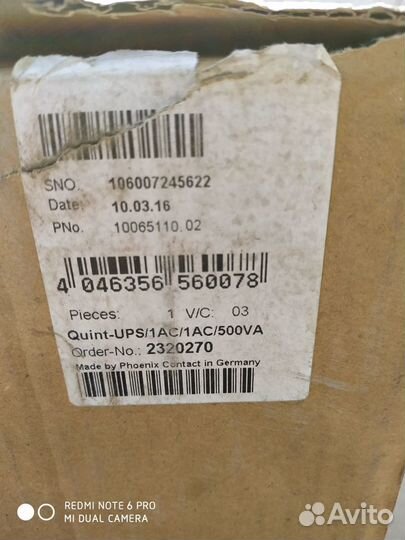 SNO. 106007245622
Date: 10.03.16
PNo. 10065110.02
4 046356 560078
Pieces: 1 V/C: 03
Quint-UPS/1AC/1AC/500VA
Order-No.: 2320270
Made by Phoenix Contact in Germany
REDMI NOTE 6 PRO
MI DUAL CAMERA
Avito